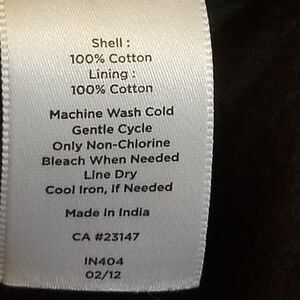 Shell :
100% Cotton
Lining :
100% Cotton
Machine Wash Cold
Gentle Cycle
Only Non-Chlorine
Bleach When Needed
Line Dry
Cool Iron, If Needed
Made In India
CA #23147
IN404
02/12